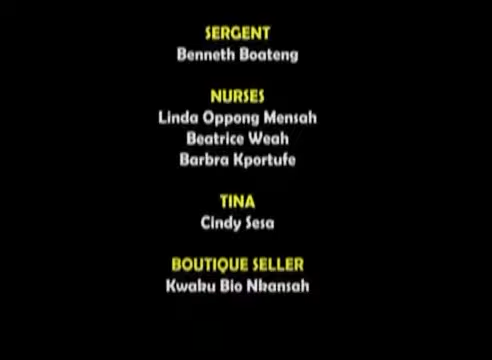 SERGENT
Benneth Boateng
NURSES
Linda Oppong Mensah
Beatrice Weah
Barbra Kportufe
TINA
Cindy Sesa
BOUTIQUE SELLER
Kwaku Bio Nkansah